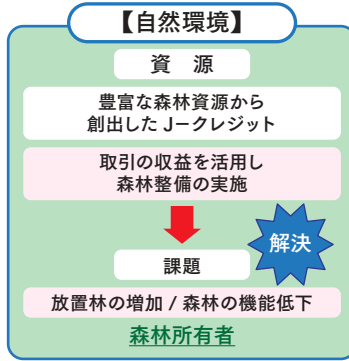 【自然環境】
資　源
豊富な森林資源から
創出したJークレジット
取引の収益を活用し
森林整備の実施
解決
課題
放置林の増加 / 森林の機能低下
森林所有者